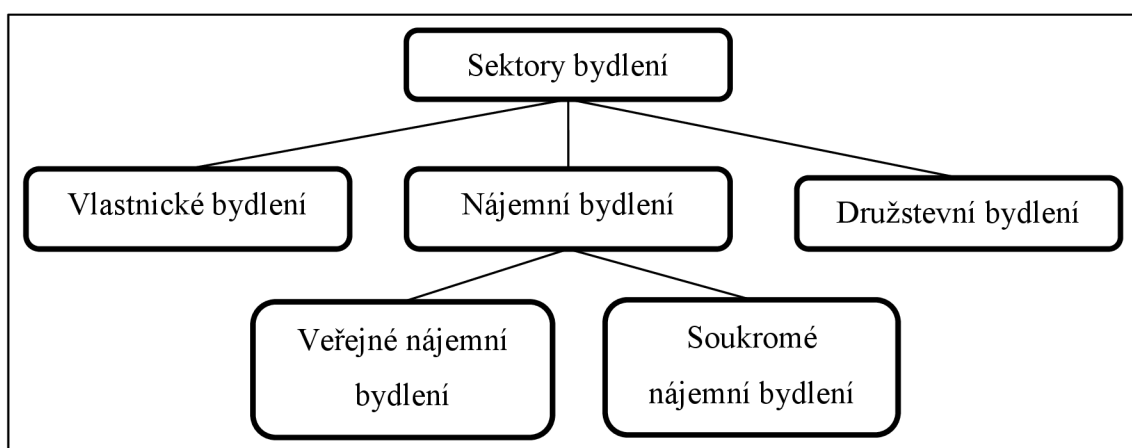 Sektory bydlení
Vlastnické bydlení
Nájemní bydlení
Družstevní bydlení
Veřejné nájemní
bydlení
Soukromé
nájemní bydlení